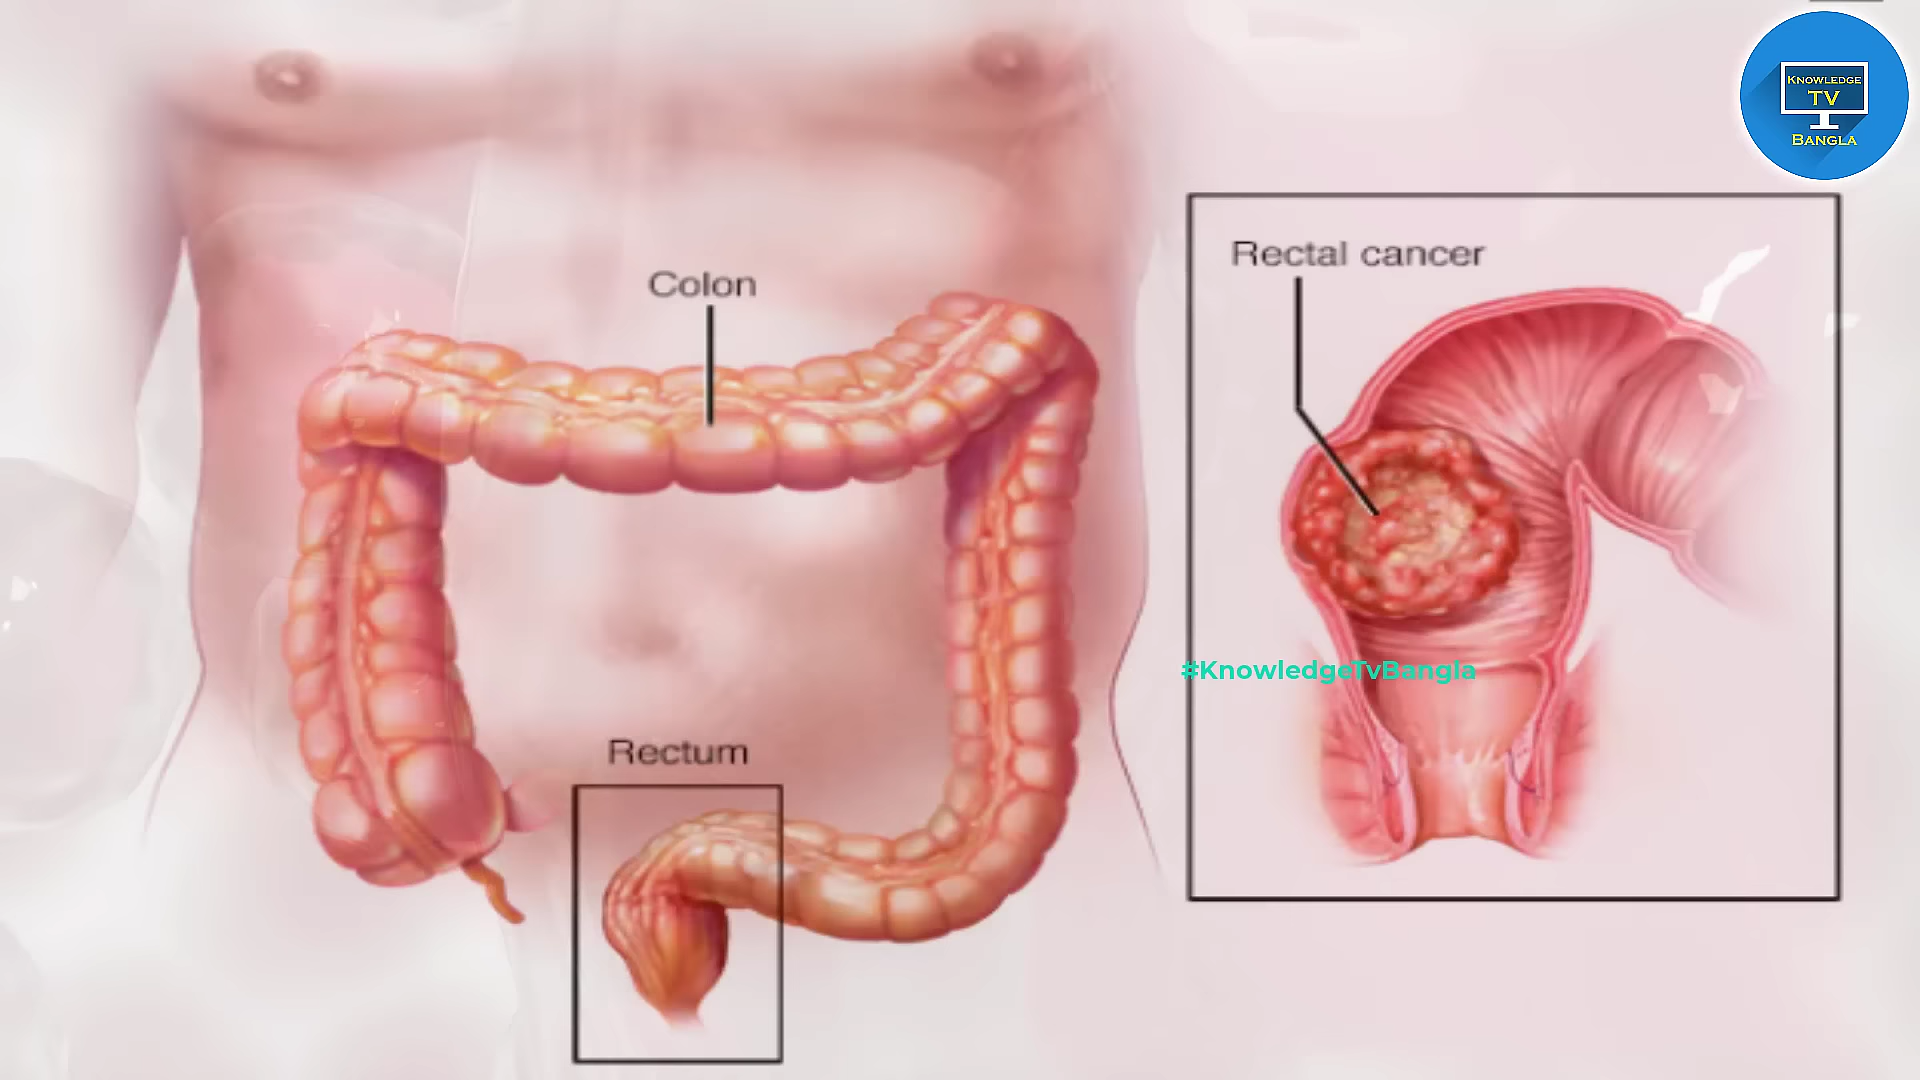 KNOWLEDGE
TV
BANGLA
Rectal cancer
Colon
#KnowledgeTvBangla
Rectum